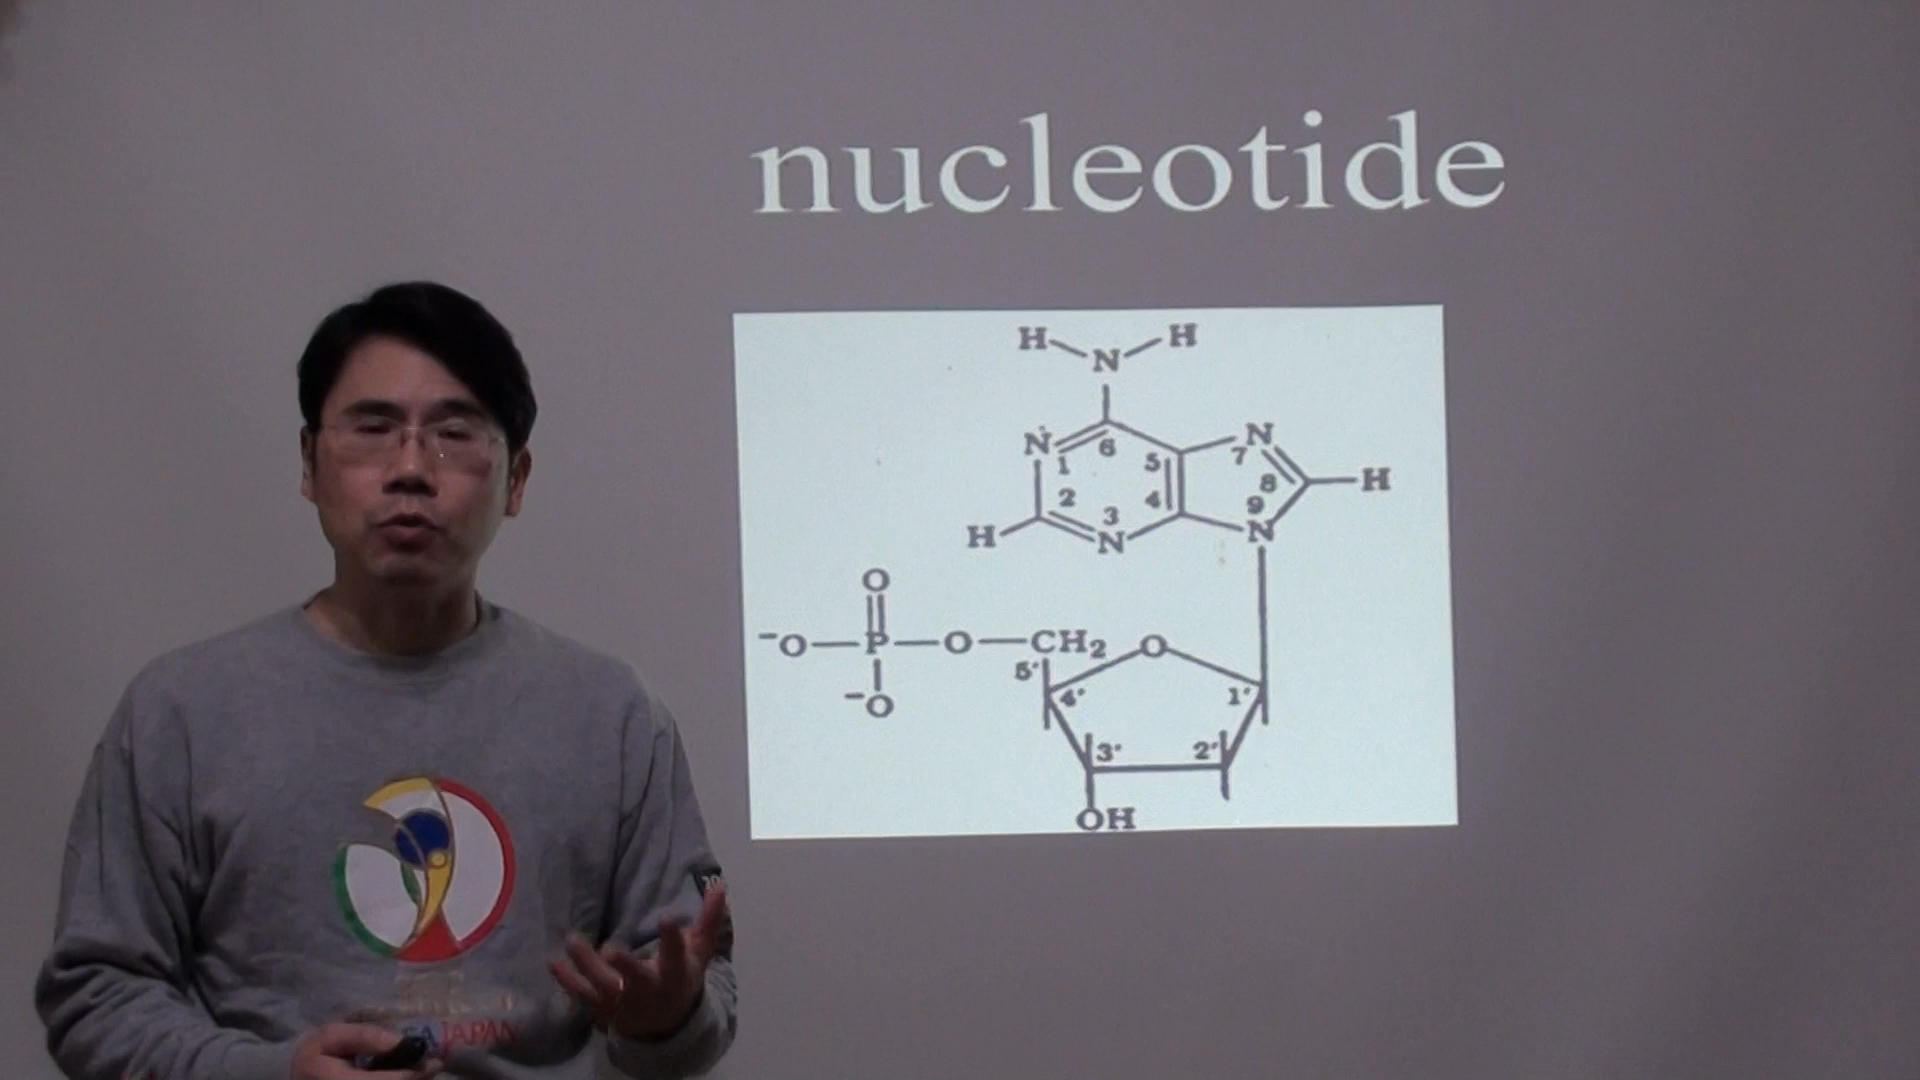 nucleotide
H N H
N 6 N
1 5 7
2 4 8 H
3 9
H N N
O
⁻O P O CH2 O
5' 4' 1'
⁻O
3' 2'
OH
JAPAN